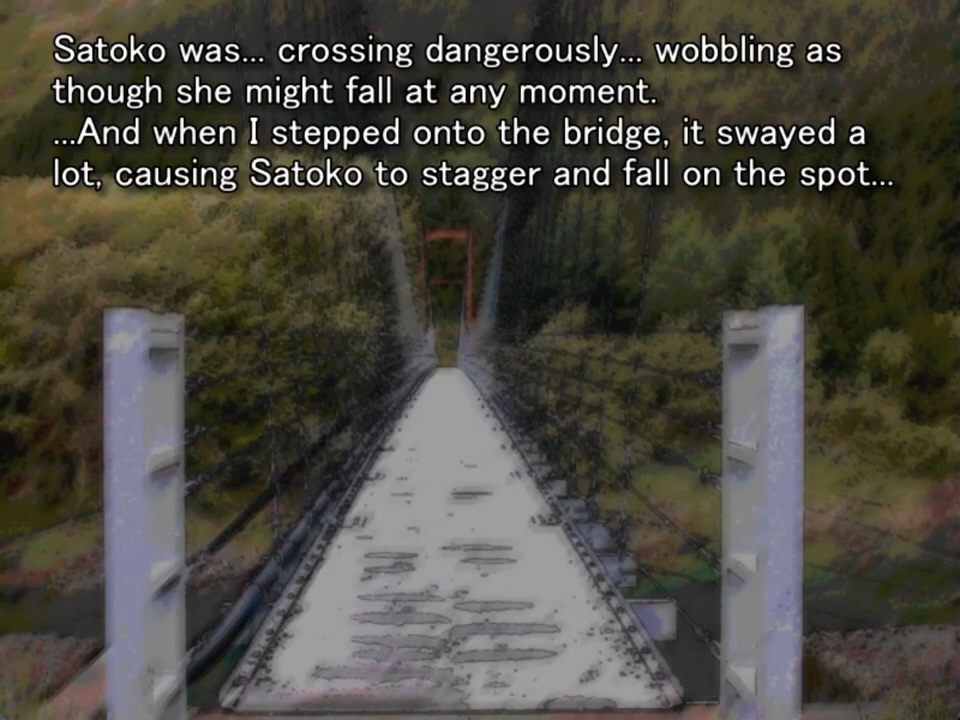 Satoko was... crossing dangerously... wobbling as
though she might fall at any moment.
...And when I stepped onto the bridge, it swayed a
lot, causing Satoko to stagger and fall on the spot...